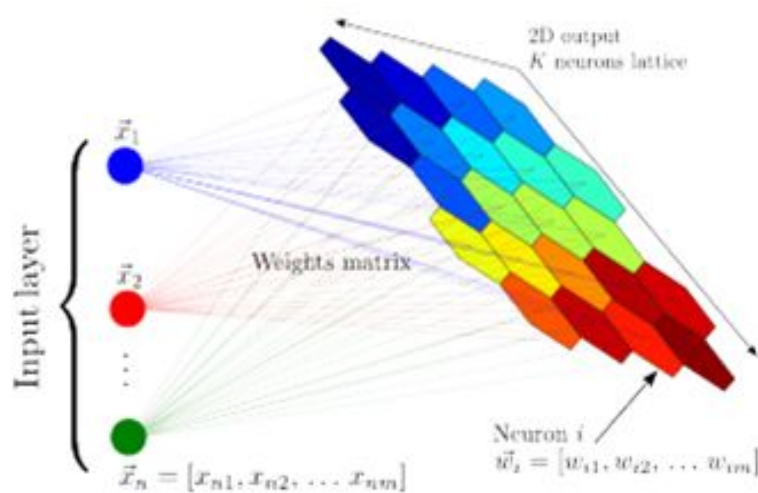 2D output
K neurons lattice
x⃗₁
Input layer
x⃗₂
Weights matrix
⋮
Neuron i
x⃗ₙ = [xₙ₁, xₙ₂, … xₙₘ]
w⃗ᵢ = [wᵢ₁, wᵢ₂, … wᵢₘ]